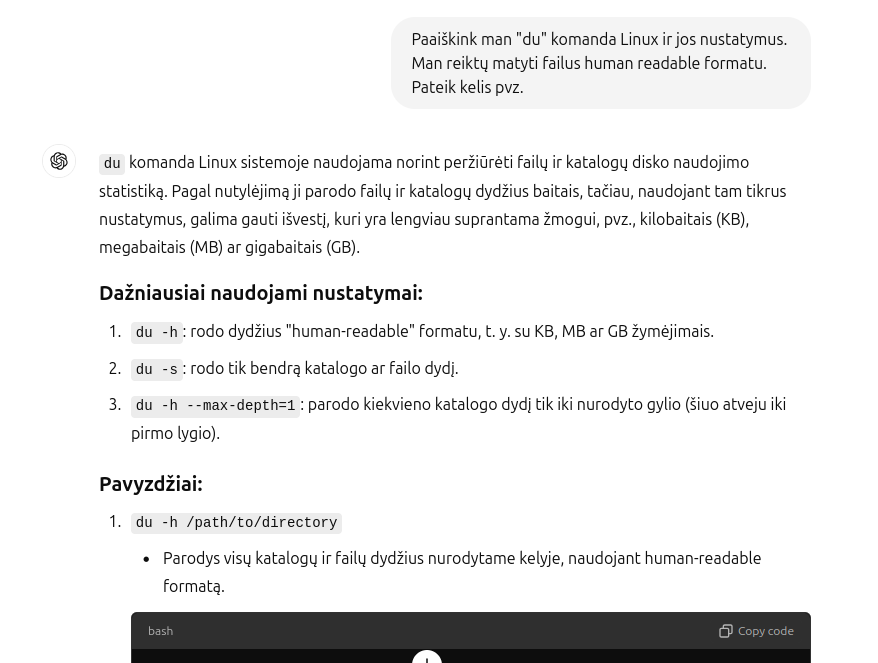 Paaiškink man "du" komanda Linux ir jos nustatymus.
Man reiktų matyti failus human readable formatu.
Pateik kelis pvz.
du komanda Linux sistemoje naudojama norint peržiūrėti failų ir katalogų disko naudojimo
statistiką. Pagal nutylėjimą ji parodo failų ir katalogų dydžius baitais, tačiau, naudojant tam tikrus
nustatymus, galima gauti išvestį, kuri yra lengviau suprantama žmogui, pvz., kilobaitais (KB),
megabaitais (MB) ar gigabaitais (GB).
Dažniausiai naudojami nustatymai:
1. du -h: rodo dydžius "human-readable" formatu, t. y. su KB, MB ar GB žymėjimais.
2. du -s: rodo tik bendrą katalogo ar failo dydį.
3. du -h --max-depth=1: parodo kiekvieno katalogo dydį tik iki nurodyto gylio (šiuo atveju iki
pirmo lygio).
Pavyzdžiai:
1. du -h /path/to/directory
• Parodys visų katalogų ir failų dydžius nurodytame kelyje, naudojant human-readable
formatą.
bash Copy code